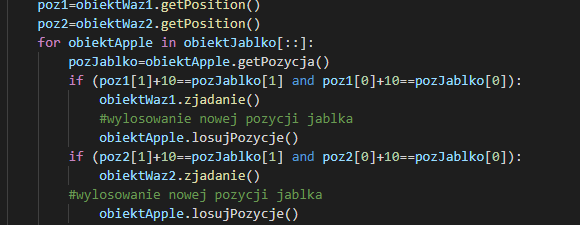 poz1=obiektWaz1.getPosition()
poz2=obiektWaz2.getPosition()
for obiektApple in obiektJablko[::]:
pozJablko=obiektApple.getPozycja()
if (poz1[1]+10==pozJablko[1] and poz1[0]+10==pozJablko[0]):
obiektWaz1.zjadanie()
#wylosowanie nowej pozycji jablka
obiektApple.losujPozycje()
if (poz2[1]+10==pozJablko[1] and poz2[0]+10==pozJablko[0]):
obiektWaz2.zjadanie()
#wylosowanie nowej pozycji jablka
obiektApple.losujPozycje()